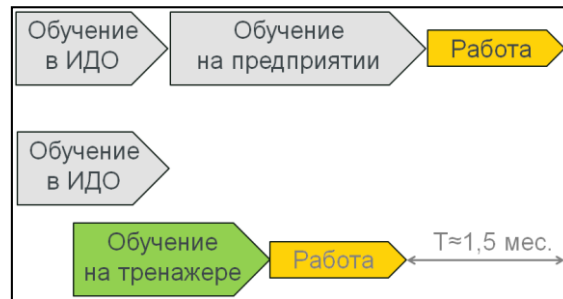 Обучение
в ИДО
Обучение
на предприятии
Работа
Обучение
в ИДО
Обучение
на тренажере
Работа
T≈1,5 мес.